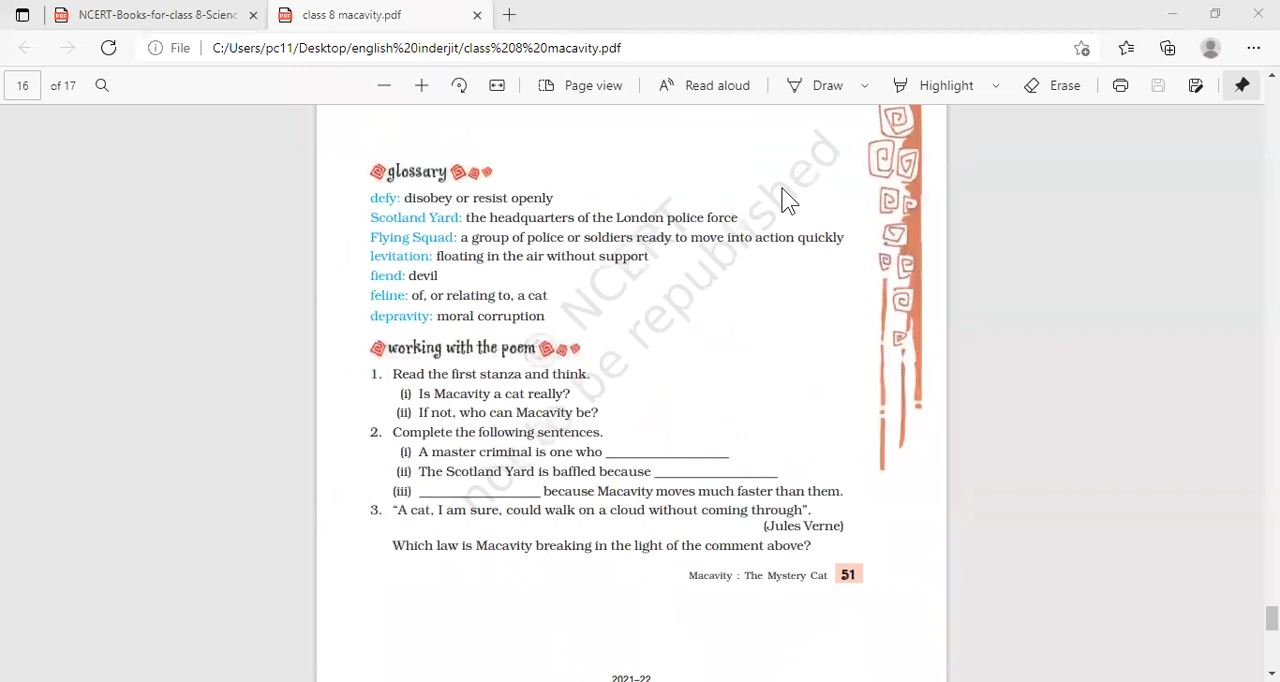 NCERT-Books-for-class 8-Scienc
class 8 macavity.pdf
File
C:/Users/pc11/Desktop/english%20inderjit/class%208%20macavity.pdf
16 of 17
Page view
Read aloud
Draw
Highlight
Erase
glossary
defy: disobey or resist openly
Scotland Yard: the headquarters of the London police force
Flying Squad: a group of police or soldiers ready to move into action quickly
levitation: floating in the air without support
fiend: devil
feline: of, or relating to, a cat
depravity: moral corruption
working with the poem
1. Read the first stanza and think.
(i) Is Macavity a cat really?
(ii) If not, who can Macavity be?
2. Complete the following sentences.
(i) A master criminal is one who ___________________
(ii) The Scotland Yard is baffled because ___________________
(iii) ___________________ because Macavity moves much faster than them.
3. “A cat, I am sure, could walk on a cloud without coming through”.
(Jules Verne)
Which law is Macavity breaking in the light of the comment above?
Macavity : The Mystery Cat 51
2021–22
© NCERT
not to be republished